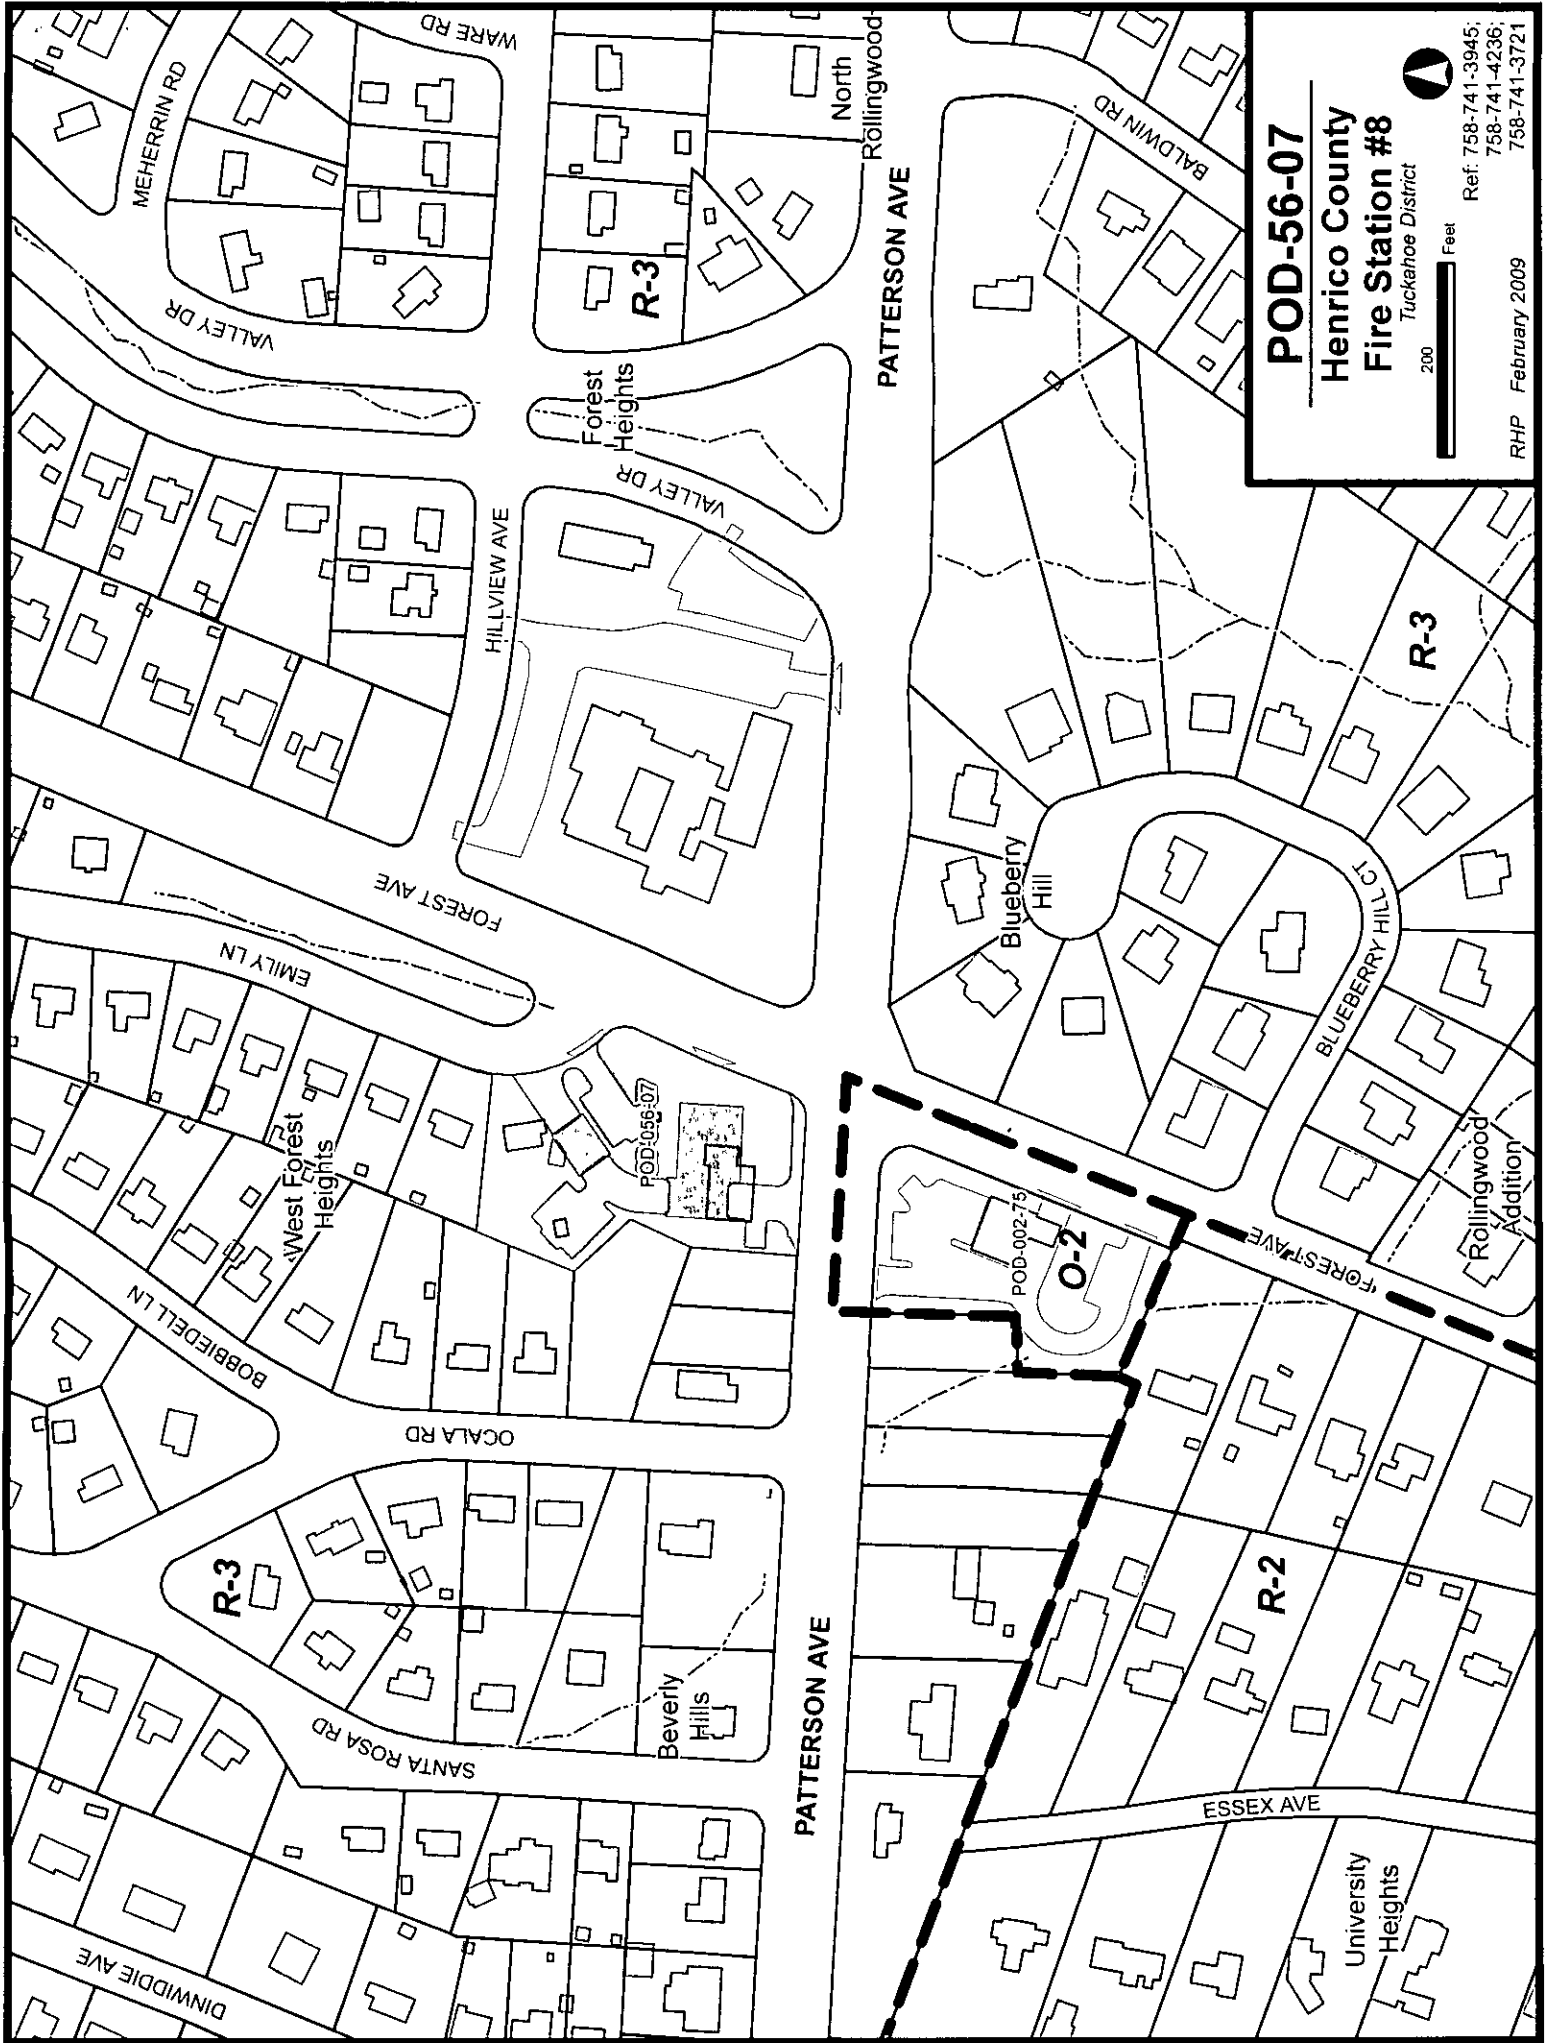 DINWIDDIE AVE
SANTA ROSA RD
R-3
BOBBIEDELL LN
OCALA RD
Beverly
Hills
West Forest
Heights
EMILY LN
FOREST AVE
POD-056-07
HILLVIEW AVE
VALLEY DR
MEHERRIN RD
VALLEY DR
WARE RD
Forest
Heights
R-3
North
Rollingwood
PATTERSON AVE
PATTERSON AVE
POD-002-75
O-2
Blueberry
Hill
BALDWIN RD
ESSEX AVE
R-2
University
Heights
FOREST AVE
BLUEBERRY HILL CT
Rollingwood
Addition
R-3
POD-56-07
Henrico County
Fire Station #8
Tuckahoe District
200
Feet
RHP February 2009
Ref: 758-741-3945;
758-741-4236;
758-741-3721